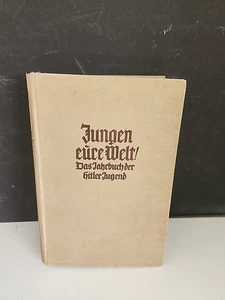 Jungen
eure Welt/
Das Jahrbuch der
Hitler Jugend